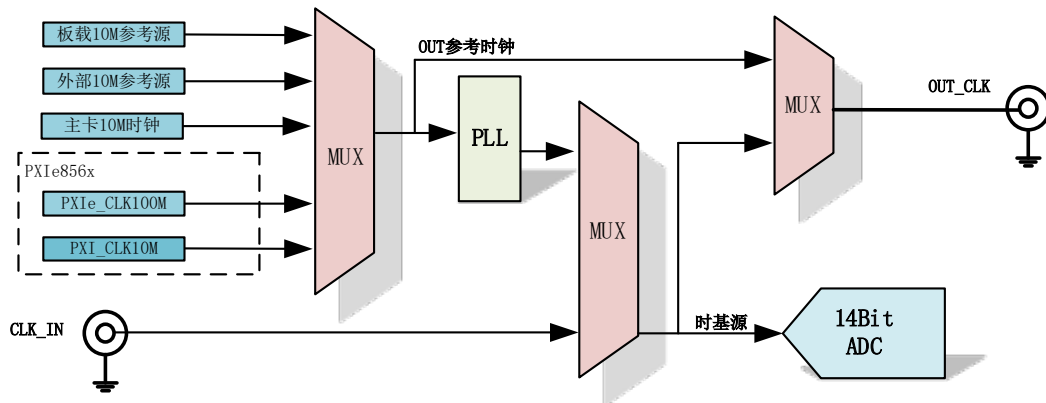 板载10M参考源
外部10M参考源
主卡10M时钟
PXIe856x
PXIe_CLK100M
PXI_CLK10M
CLK_IN
MUX
OUT参考时钟
PLL
MUX
时基源
MUX
OUT_CLK
14Bit
ADC